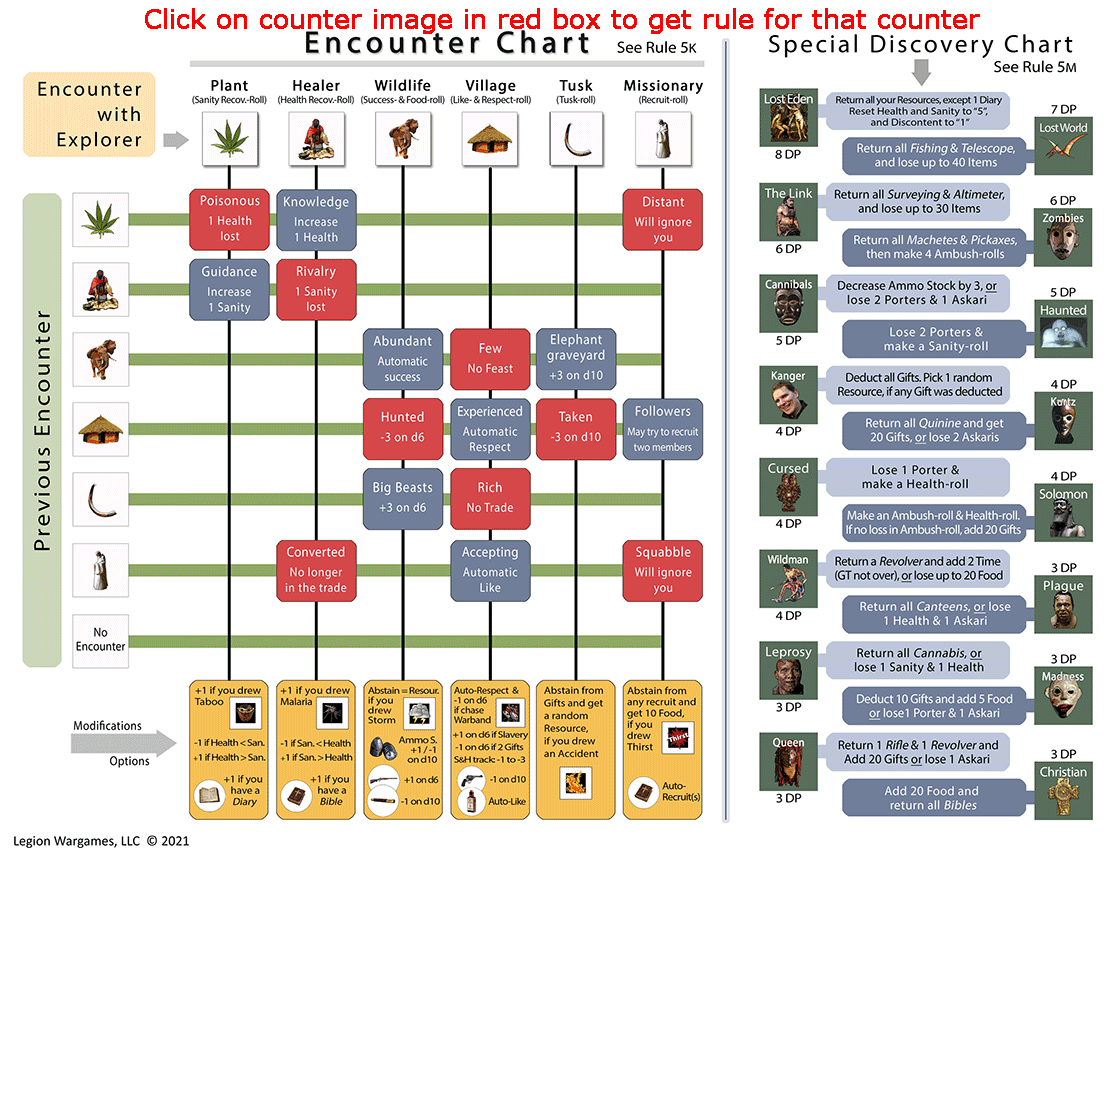 Click on counter image in red box to get rule for that counter
Encounter Chart
See Rule 5K
Encounter
with
Explorer
Plant
(Sanity Recov.-Roll)
Healer
(Health Recov.-Roll)
Wildlife
(Success- & Food-roll)
Village
(Like- & Respect-roll)
Tusk
(Tusk-roll)
Missionary
(Recruit-roll)
Previous Encounter
Poisonous
1 Health
lost
Knowledge
Increase
1 Health
Distant
Will ignore
you
Guidance
Increase
1 Sanity
Rivalry
1 Sanity
lost
Abundant
Automatic
success
Few
No Feast
Elephant
graveyard
+3 on d10
Hunted
-3 on d6
Experienced
Automatic
Respect
Taken
-3 on d10
Followers
May try to recruit
two members
Big Beasts
+3 on d6
Rich
No Trade
Converted
No longer
in the trade
Accepting
Automatic
Like
Squabble
Will ignore
you
No
Encounter
Modifications
Options
+1 if you drew
Taboo
-1 if Health < San.
+1 if Health > San.
+1 if you
have a
Diary
+1 if you drew
Malaria
-1 if San. < Health
+1 if San. > Health
+1 if you
have a
Bible
Abstain = Resour.
if you
drew
Storm
Ammo S.
+1 / -1
on d10
+1 on d6
-1 on d10
Auto-Respect &
-1 on d6
if chase
Warband
+1 on d6 if Slavery
-1 on d6 if 2 Gifts
S&H track: -1 to -3
-1 on d10
Auto-Like
Abstain from
Gifts and get
a random
Resource,
if you drew
an Accident
Abstain from
any recruit and
get 10 Food,
if you
drew
Thirst
Thirst
Auto-
Recruit(s)
Legion Wargames, LLC © 2021
Special Discovery Chart
See Rule 5M
Lost Eden
8 DP
Return all your Resources, except 1 Diary
Reset Health and Sanity to "5",
and Discontent to "1"
7 DP
Lost World
Return all Fishing & Telescope,
and lose up to 40 Items
The Link
6 DP
Return all Surveying & Altimeter,
and lose up to 30 Items
6 DP
Zombies
Return all Machetes & Pickaxes,
then make 4 Ambush-rolls
Cannibals
5 DP
Decrease Ammo Stock by 3, or
lose 2 Porters & 1 Askari
5 DP
Haunted
Lose 2 Porters &
make a Sanity-roll
Kanger
4 DP
Deduct all Gifts. Pick 1 random
Resource, if any Gift was deducted
4 DP
Kurtz
Return all Quinine and get
20 Gifts, or lose 2 Askaris
Cursed
4 DP
Lose 1 Porter &
make a Health-roll
4 DP
Solomon
Make an Ambush-roll & Health-roll.
If no loss in Ambush-roll, add 20 Gifts
Wildman
4 DP
Return a Revolver and add 2 Time
(GT not over), or lose up to 20 Food
3 DP
Plague
Return all Canteens, or lose
1 Health & 1 Askari
Leprosy
3 DP
Return all Cannabis, or
lose 1 Sanity & 1 Health
3 DP
Madness
Deduct 10 Gifts and add 5 Food
or lose1 Porter & 1 Askari
Queen
3 DP
Return 1 Rifle & 1 Revolver and
Add 20 Gifts or lose 1 Askari
3 DP
Christian
Add 20 Food and
return all Bibles